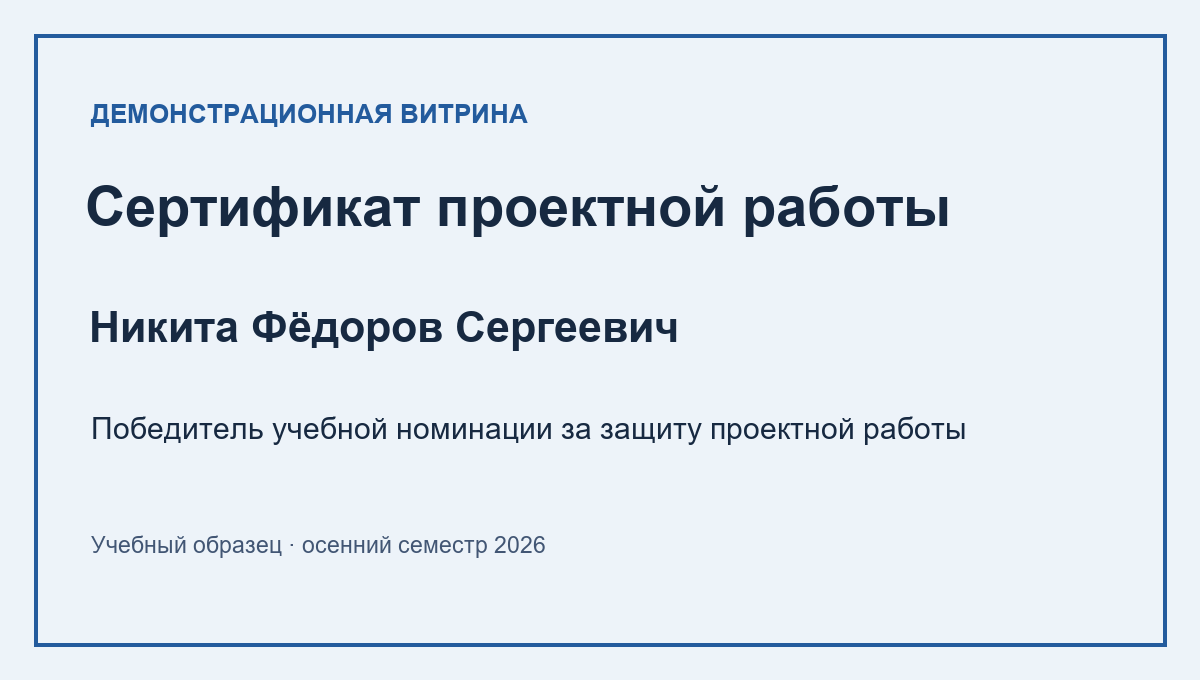 ДЕМОНСТРАЦИОННАЯ ВИТРИНА
Сертификат проектной работы
Никита Фёдоров Сергеевич
Победитель учебной номинации за защиту проектной работы
Учебный образец · осенний семестр 2026